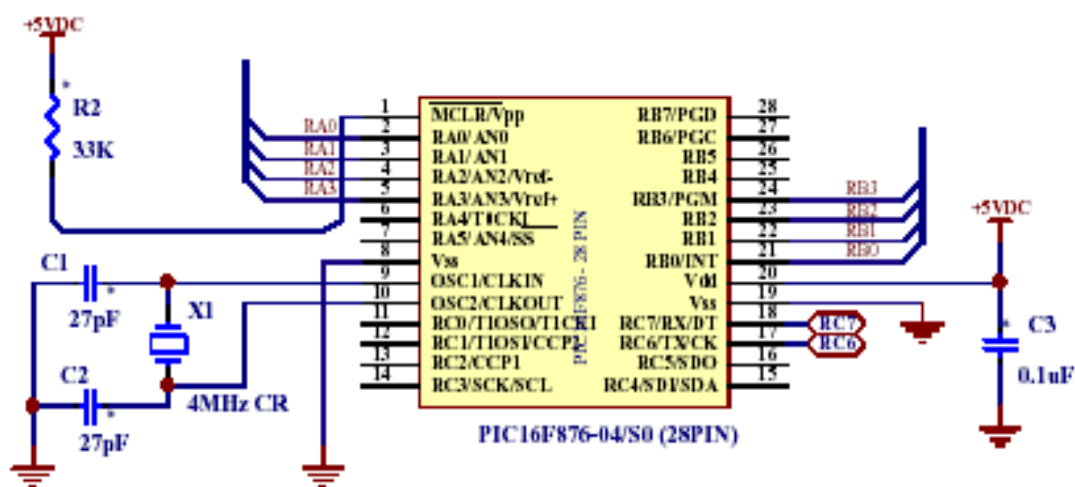 +5VDC
R2
33K
RA0
RA1
RA2
RA3
1
2
3
4
5
6
7
8
9
10
11
12
13
14
MCLR/Vpp
RA0/AN0
RA1/AN1
RA2/AN2/Vref-
RA3/AN3/Vref+
RA4/T0CKI
RA5/AN4/SS
Vss
OSC1/CLKIN
OSC2/CLKOUT
RC0/T1OSO/T1CKI
RC1/T1OSI/CCP2
RC2/CCP1
RC3/SCK/SCL
PIC16F876 - 28 PIN
RB7/PGD
RB6/PGC
RB5
RB4
RB3/PGM
RB2
RB1
RB0/INT
Vdd
Vss
RC7/RX/DT
RC6/TX/CK
RC5/SDO
RC4/SDI/SDA
28
27
26
25
24
23
22
21
20
19
18
17
16
15
RB3
RB2
RB1
RB0
RC7
RC6
+5VDC
C3
0.1uF
C1
27pF
X1
C2
27pF
4MHz CR
PIC16F876-04/S0 (28PIN)